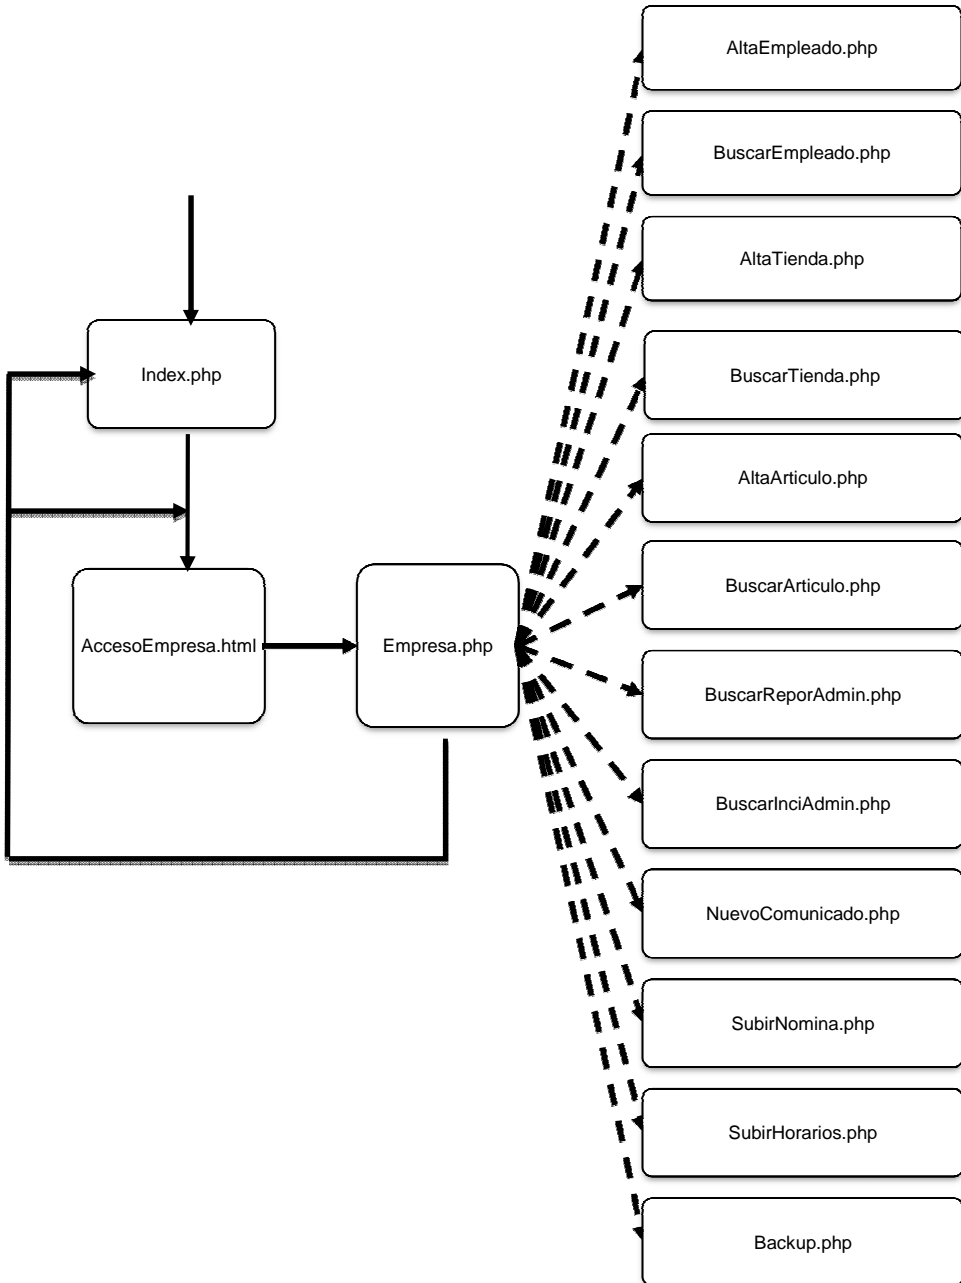 AltaEmpleado.php
BuscarEmpleado.php
AltaTienda.php
Index.php
BuscarTienda.php
AltaArticulo.php
BuscarArticulo.php
AccesoEmpresa.html
Empresa.php
BuscarReporAdmin.php
BuscarInciAdmin.php
NuevoComunicado.php
SubirNomina.php
SubirHorarios.php
Backup.php